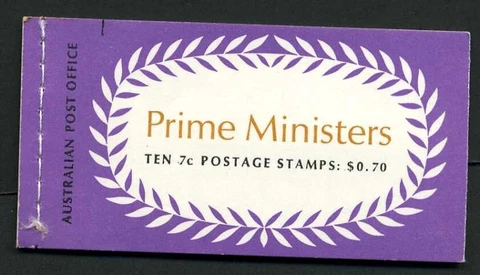 AUSTRALIAN POST OFFICE
Prime Ministers
TEN 7c POSTAGE STAMPS: $0.70